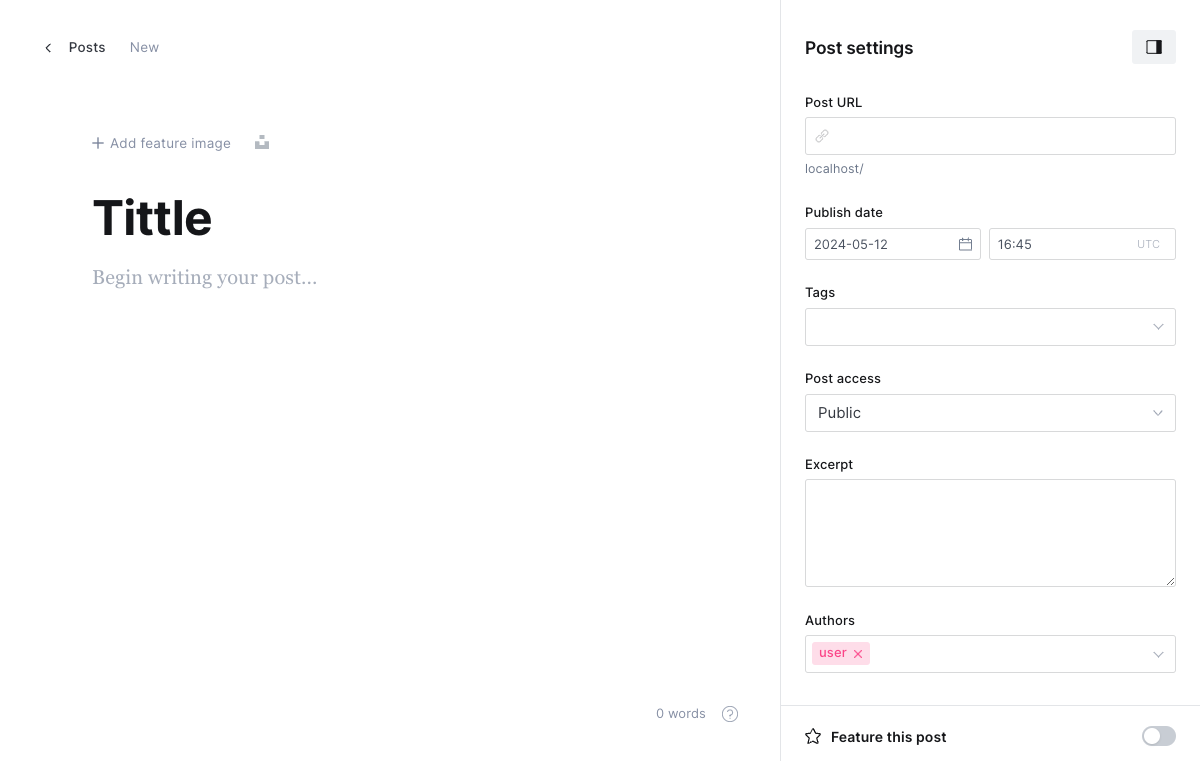 Posts New
Add feature image
Tittle
Begin writing your post...
0 words
?
Post settings
Post URL
localhost/
Publish date
2024-05-12 16:45 UTC
Tags
Post access
Public
Excerpt
Authors
user
Feature this post